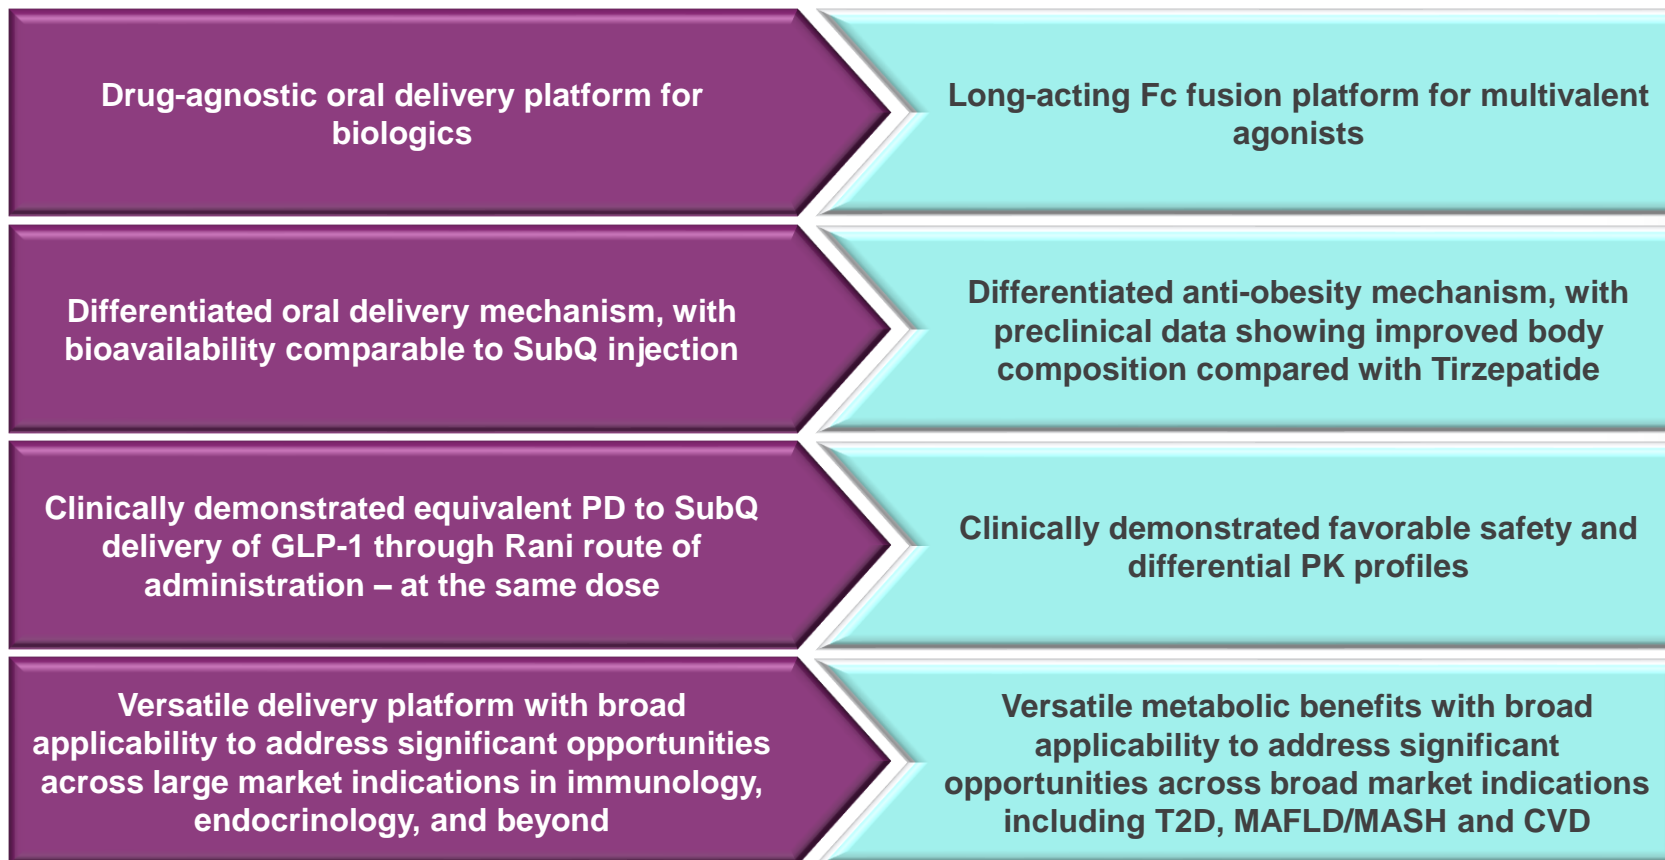 Drug-agnostic oral delivery platform for
biologics
Long-acting Fc fusion platform for multivalent
agonists
Differentiated oral delivery mechanism, with
bioavailability comparable to SubQ injection
Differentiated anti-obesity mechanism, with
preclinical data showing improved body
composition compared with Tirzepatide
Clinically demonstrated equivalent PD to SubQ
delivery of GLP-1 through Rani route of
administration – at the same dose
Clinically demonstrated favorable safety and
differential PK profiles
Versatile delivery platform with broad
applicability to address significant opportunities
across large market indications in immunology,
endocrinology, and beyond
Versatile metabolic benefits with broad
applicability to address significant
opportunities across broad market indications
including T2D, MAFLD/MASH and CVD